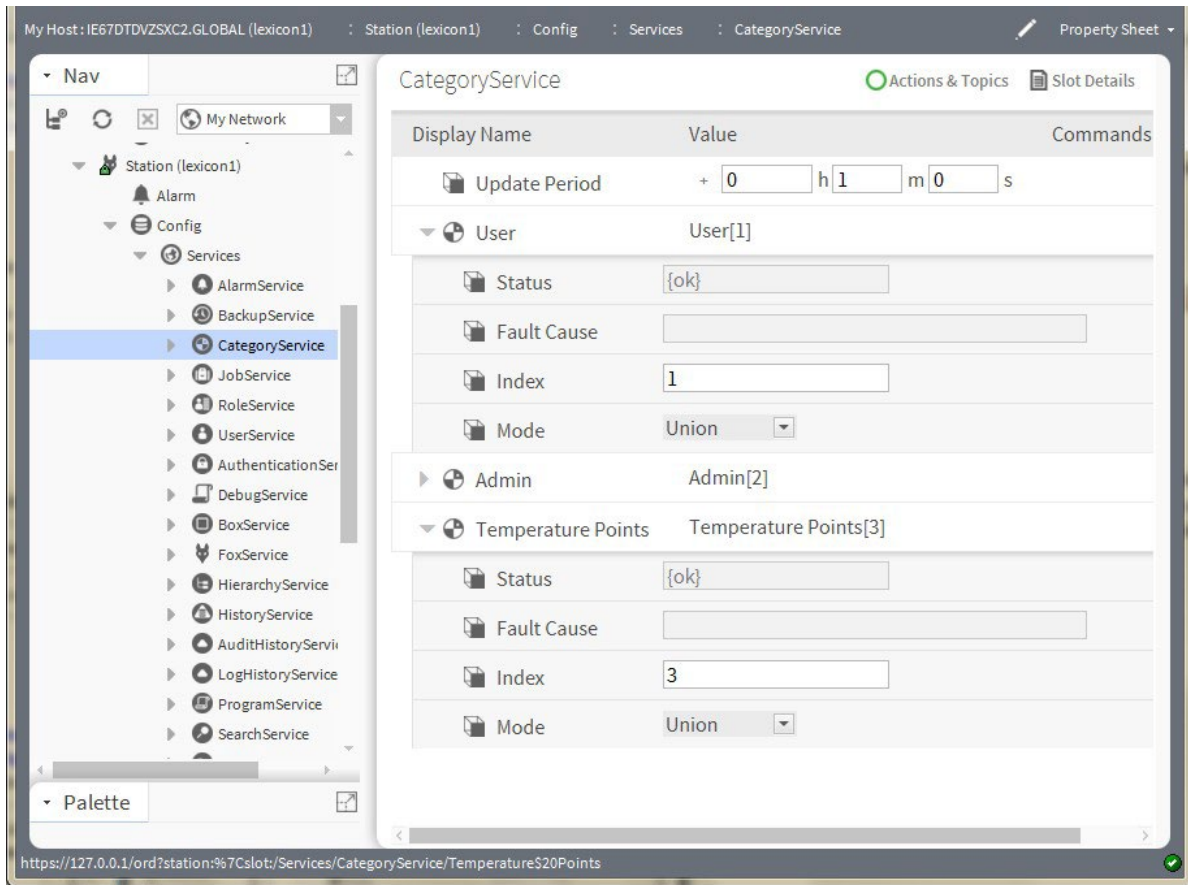 My Host : IE67DTDVZSXC2.GLOBAL (lexicon1) : Station (lexicon1) : Config : Services : CategoryService Property Sheet
Nav
My Network
Station (lexicon1)
Alarm
Config
Services
AlarmService
BackupService
CategoryService
JobService
RoleService
UserService
AuthenticationSer
DebugService
BoxService
FoxService
HierarchyService
HistoryService
AuditHistoryServi
LogHistoryService
ProgramService
SearchService
Palette
CategoryService Actions & Topics Slot Details
Display Name Value Commands
Update Period + 0 h 1 m 0 s
User User[1]
Status {ok}
Fault Cause
Index 1
Mode Union
Admin Admin[2]
Temperature Points Temperature Points[3]
Status {ok}
Fault Cause
Index 3
Mode Union
https://127.0.0.1/ord?station:%7Cslot:/Services/CategoryService/Temperature$20Points